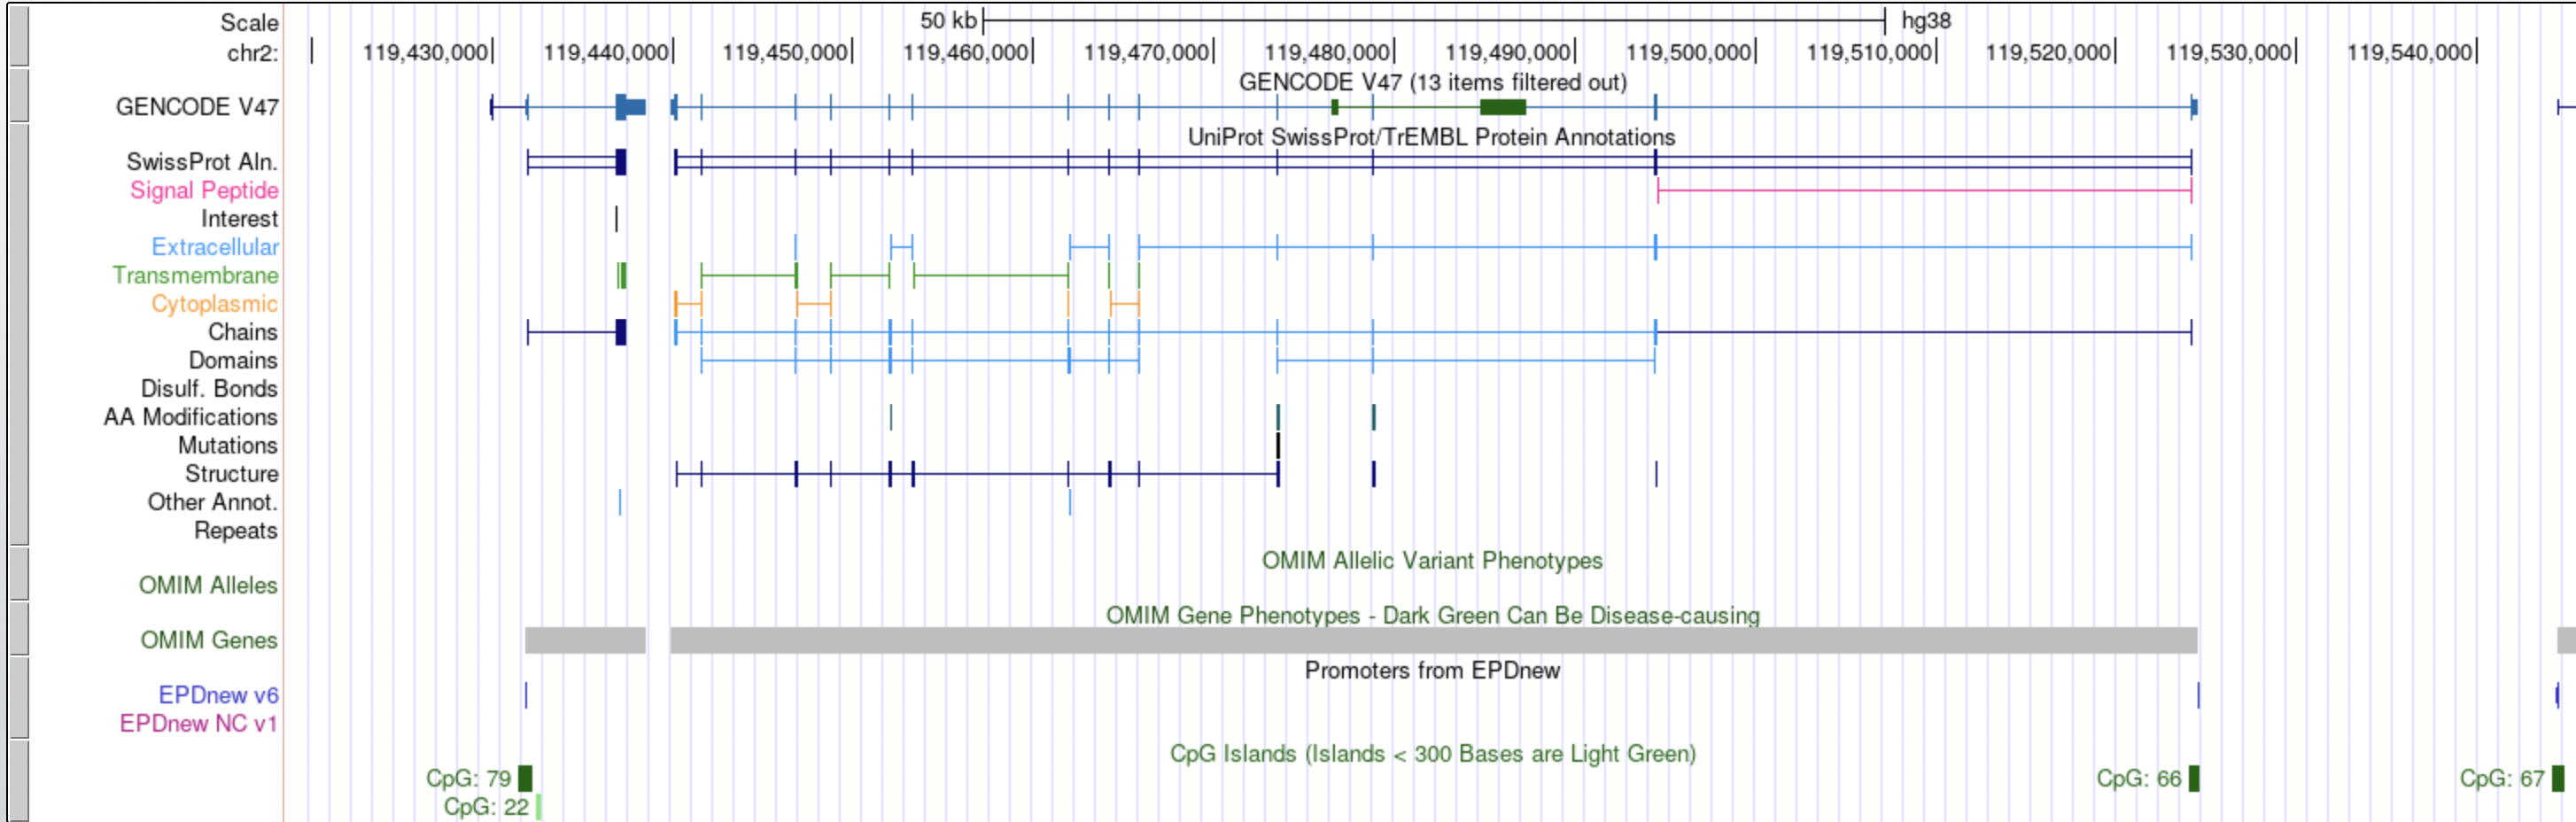 Scale 50 kb hg38
chr2: 119,430,000 119,440,000 119,450,000 119,460,000 119,470,000 119,480,000 119,490,000 119,500,000 119,510,000 119,520,000 119,530,000 119,540,000
GENCODE V47 (13 items filtered out)
GENCODE V47
UniProt SwissProt/TrEMBL Protein Annotations
SwissProt Aln.
Signal Peptide
Interest
Extracellular
Transmembrane
Cytoplasmic
Chains
Domains
Disulf. Bonds
AA Modifications
Mutations
Structure
Other Annot.
Repeats
OMIM Allelic Variant Phenotypes
OMIM Alleles
OMIM Gene Phenotypes - Dark Green Can Be Disease-causing
OMIM Genes
Promoters from EPDnew
EPDnew v6
EPDnew NC v1
CpG Islands (Islands < 300 Bases are Light Green)
CpG: 79 CpG: 66 CpG: 67
CpG: 22